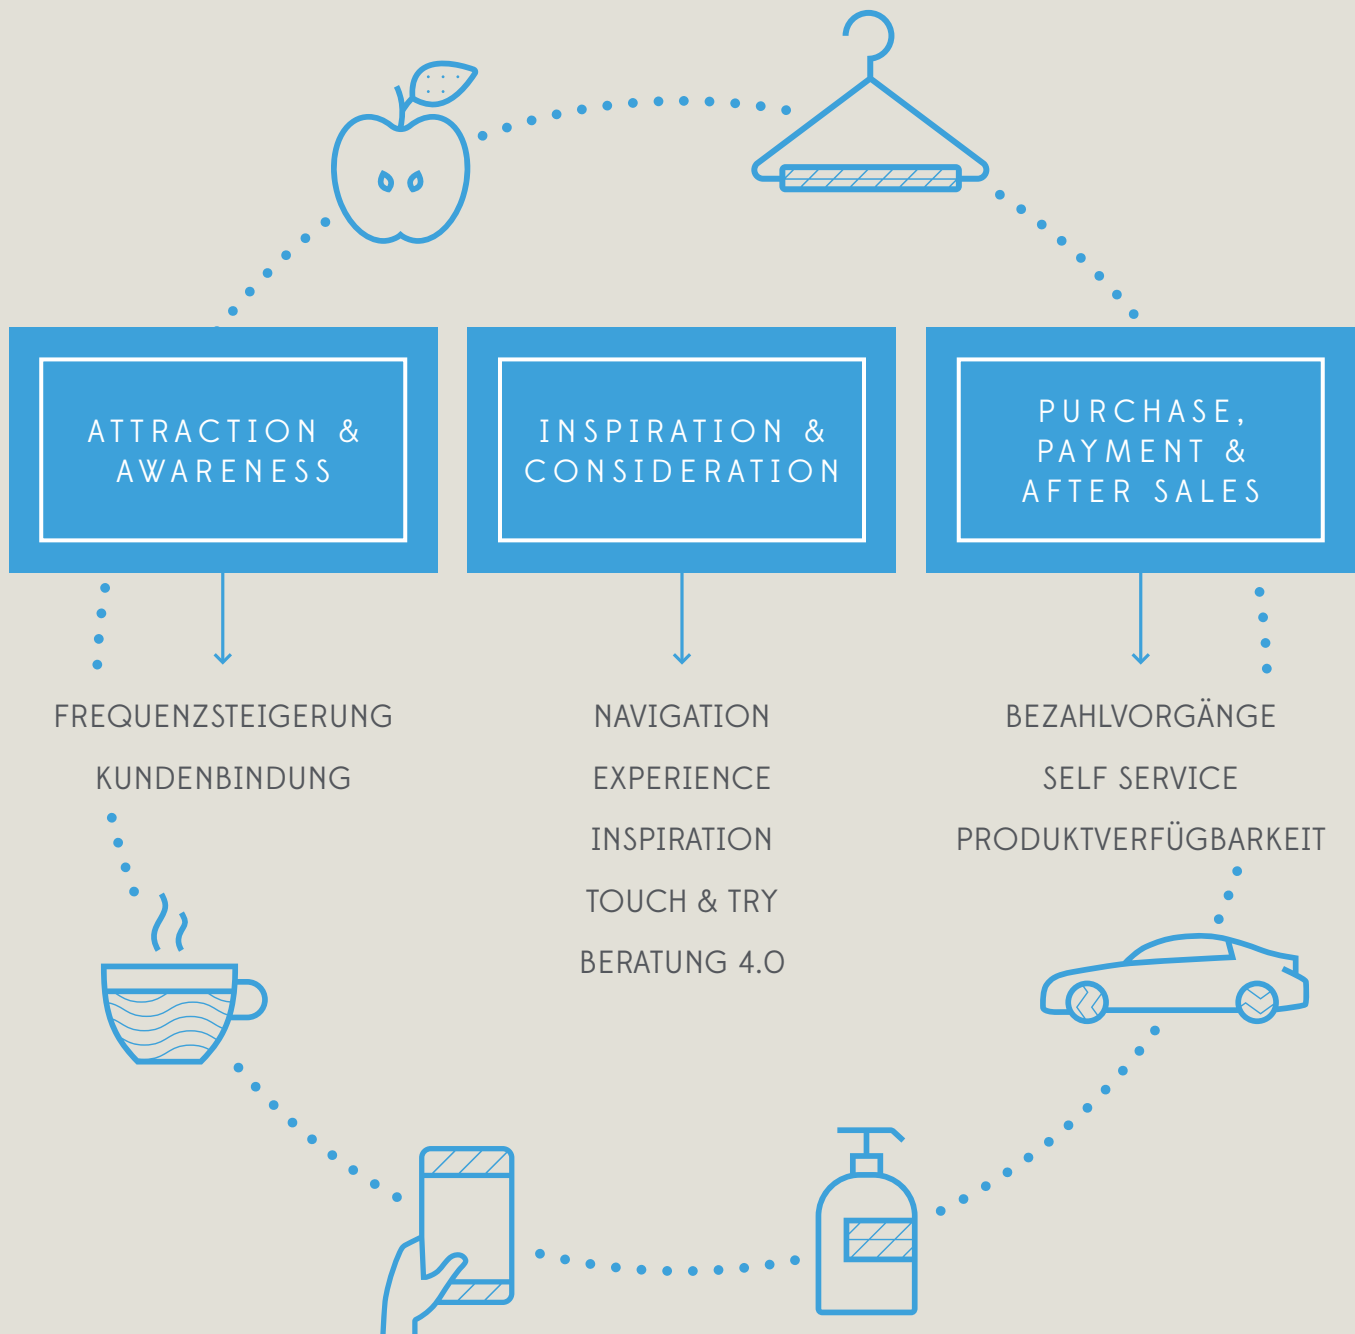 ATTRACTION &
AWARENESS
INSPIRATION &
CONSIDERATION
PURCHASE,
PAYMENT &
AFTER SALES
FREQUENZSTEIGERUNG
KUNDENBINDUNG
NAVIGATION
EXPERIENCE
INSPIRATION
TOUCH & TRY
BERATUNG 4.0
BEZAHLVORGÄNGE
SELF SERVICE
PRODUKTVERFÜGBARKEIT